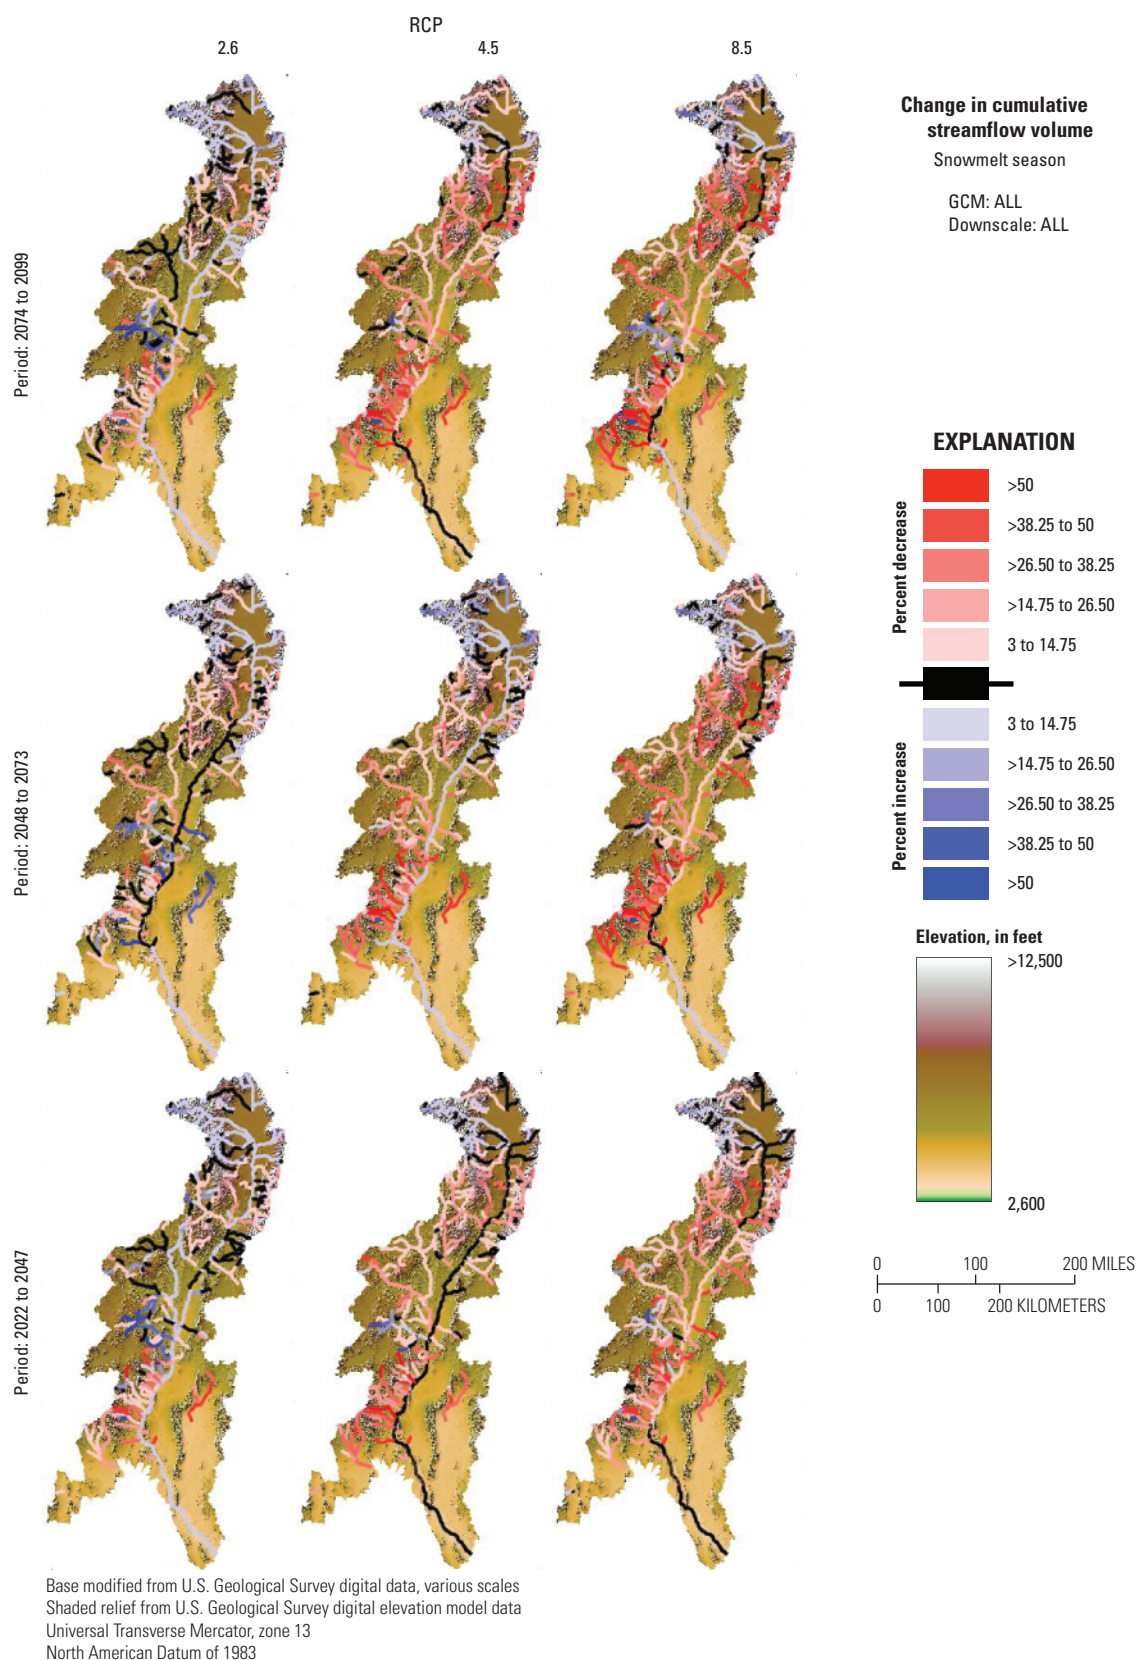 RCP
2.6
4.5
8.5
Change in cumulative
streamflow volume
Snowmelt season
GCM: ALL
Downscale: ALL
Period: 2074 to 2099
Period: 2048 to 2073
Period: 2022 to 2047
EXPLANATION
Percent decrease
>50
>38.25 to 50
>26.50 to 38.25
>14.75 to 26.50
3 to 14.75
Percent increase
3 to 14.75
>14.75 to 26.50
>26.50 to 38.25
>38.25 to 50
>50
Elevation, in feet
>12,500
2,600
0 100 200 MILES
0 100 200 KILOMETERS
Base modified from U.S. Geological Survey digital data, various scales
Shaded relief from U.S. Geological Survey digital elevation model data
Universal Transverse Mercator, zone 13
North American Datum of 1983